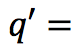 q′ =